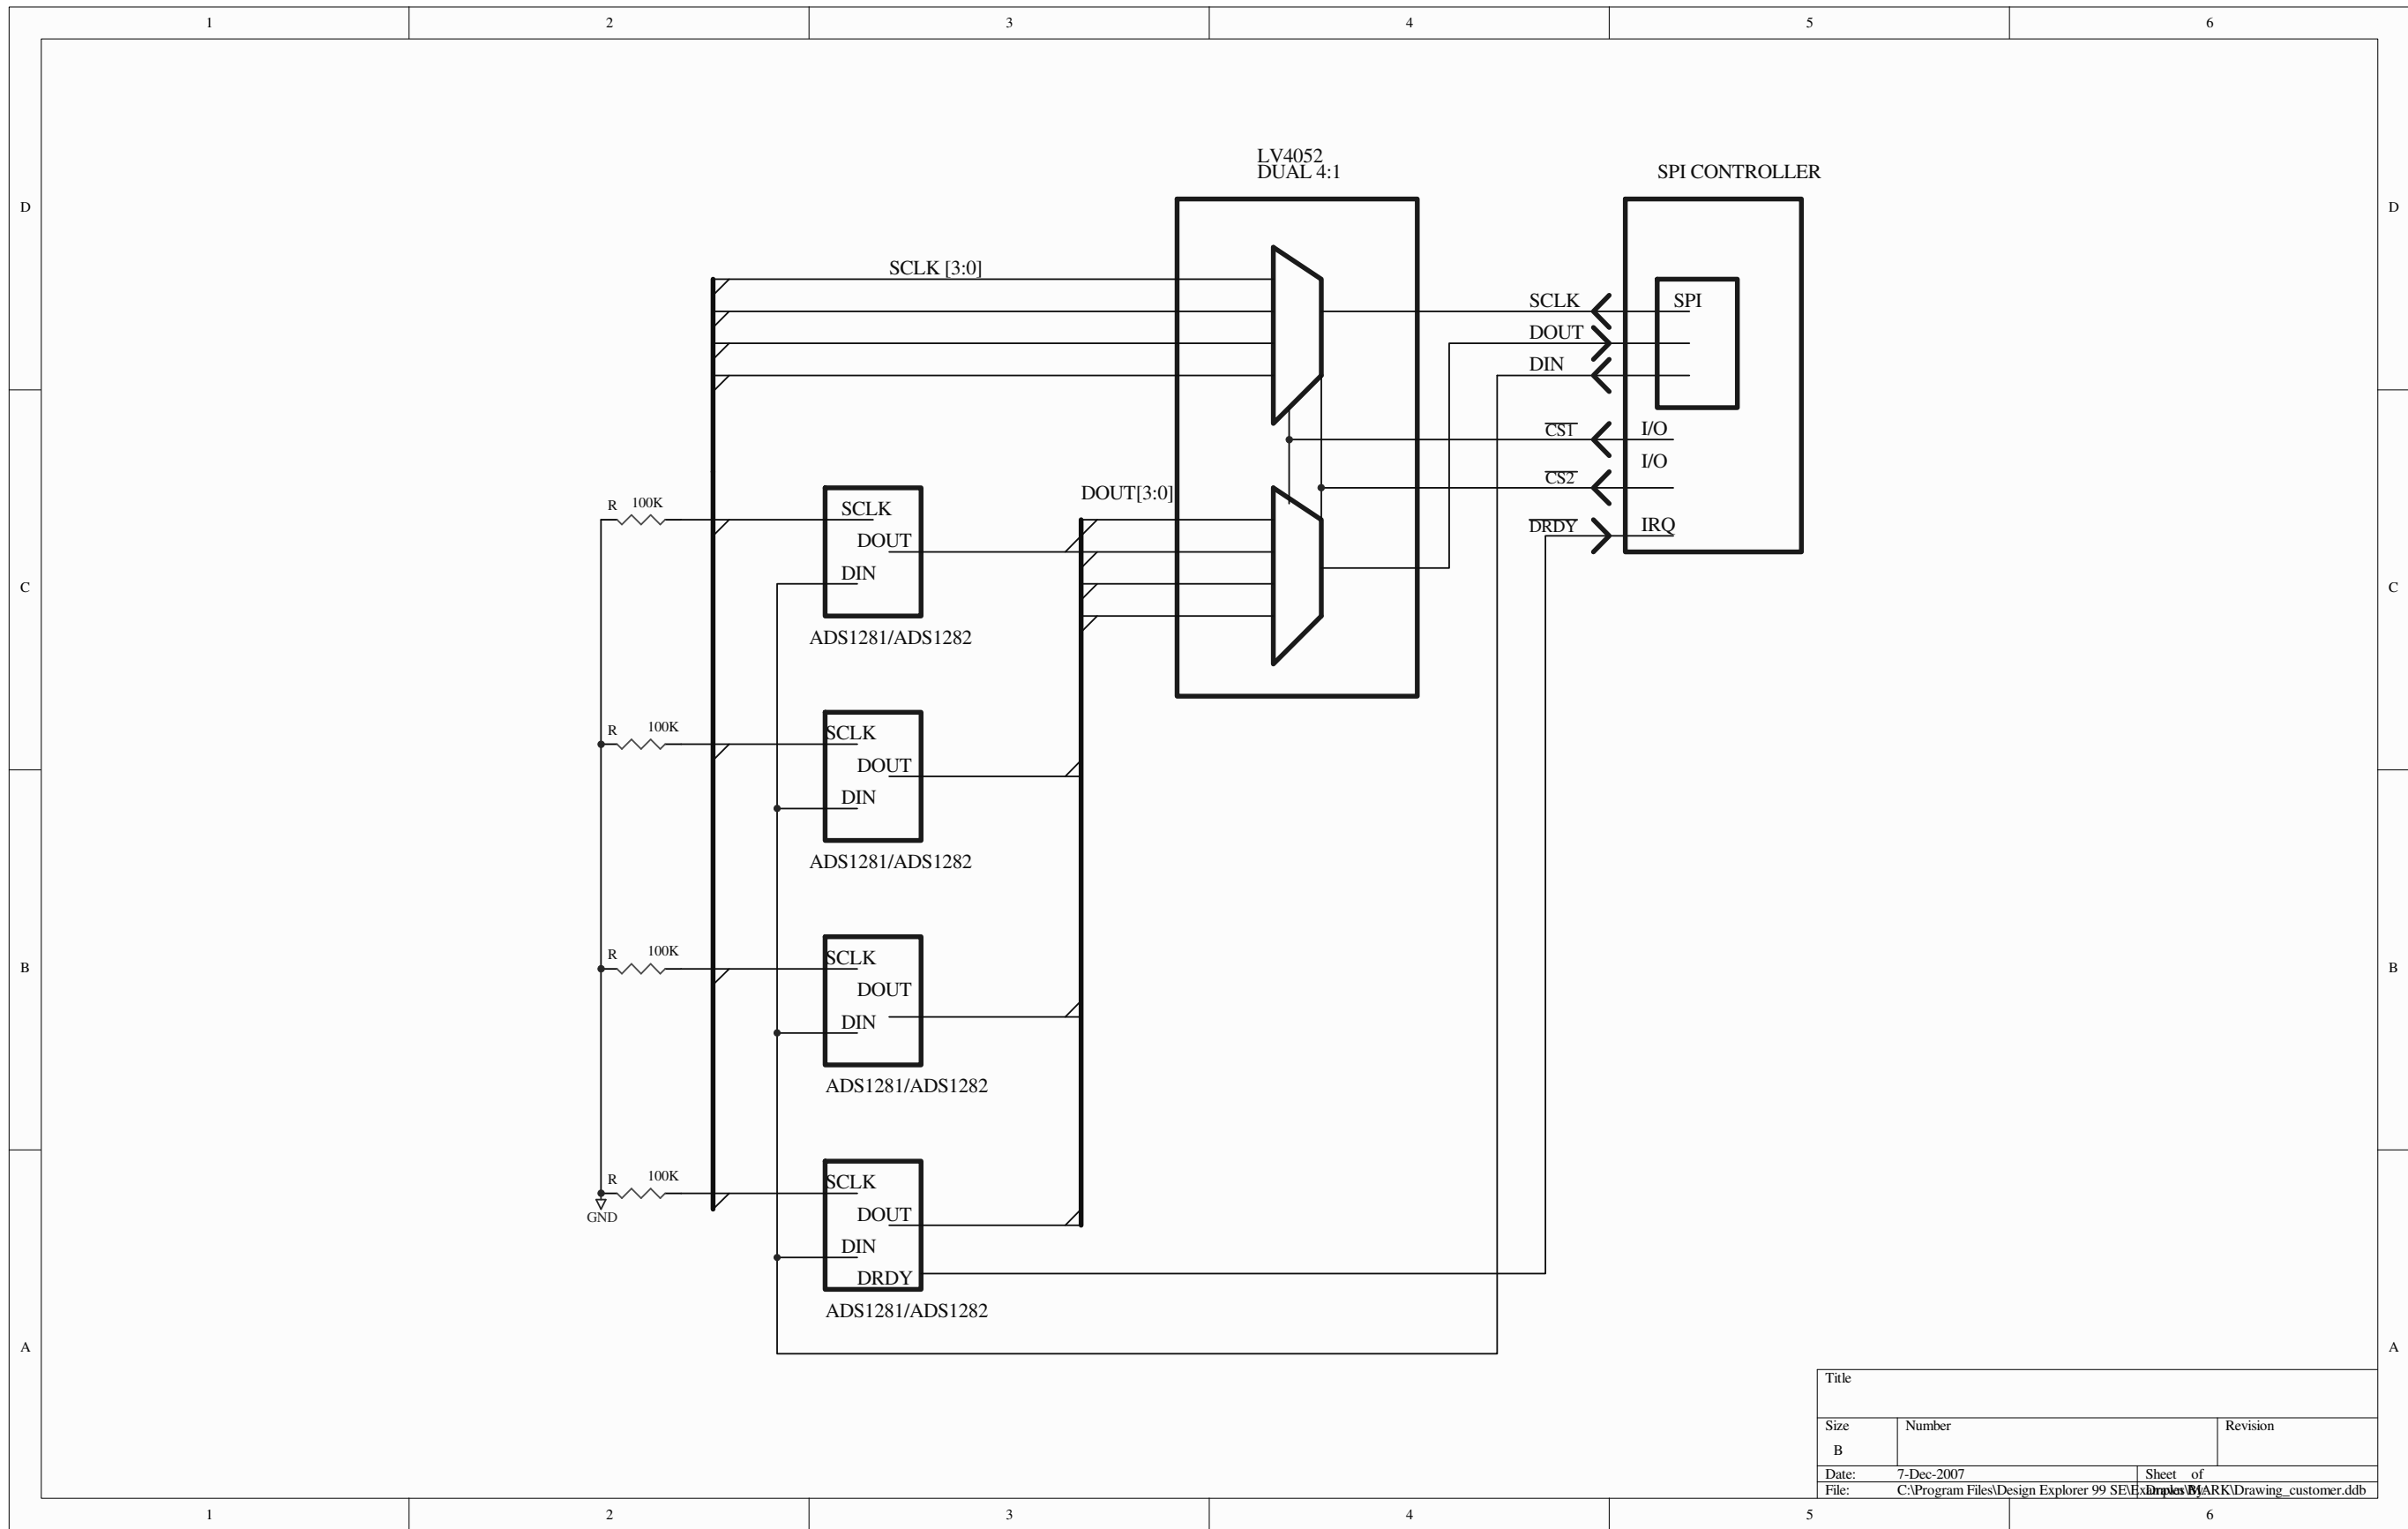 1 2 3 4 5 6
LV4052
DUAL 4:1
SPI CONTROLLER
D D
SCLK [3:0]
SCLK SPI
DOUT
DIN
CS1 I/O
I/O
CS2
DOUT[3:0]
R 100K SCLK
DRDY IRQ
DOUT
DIN
C C
ADS1281/ADS1282
R 100K SCLK
DOUT
DIN
ADS1281/ADS1282
R 100K SCLK
B B
DOUT
DIN
ADS1281/ADS1282
R 100K SCLK
GND DOUT
DIN
DRDY
ADS1281/ADS1282
A A
Title
Size Number Revision
B
Date: 7-Dec-2007 Sheet of
File: C:\Program Files\Design Explorer 99 SE\Examples\MARK\Drawing_customer.ddb
Drawn By:
1 2 3 4 5 6